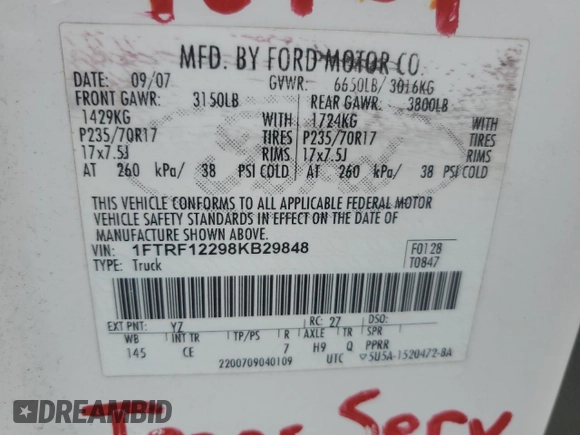 MFD. BY FORD MOTOR CO.
DATE: 09/07 GVWR: 6650LB/ 3016KG
FRONT GAWR: 3150LB REAR GAWR: 3800LB
1429KG WITH 1724KG WITH
P235/70R17 TIRES P235/70R17 TIRES
17x7.5J RIMS 17x7.5J RIMS
AT 260 kPa/ 38 PSI COLD AT 260 kPa/ 38 PSI COLD
Ford
THIS VEHICLE CONFORMS TO ALL APPLICABLE FEDERAL MOTOR
VEHICLE SAFETY STANDARDS IN EFFECT ON THE DATE OF
MANUFACTURE SHOWN ABOVE.
VIN: 1FTRF12298KB29848 F0128
TYPE: Truck T0847
EXT PNT: YZ RC: 27 DSO:
WB INT TR TP/PS R AXLE TR SPR
145 CE 7 H9 Q PPRR
2200709040109 UTC 5U5A-1520472-BA
DREAMBID